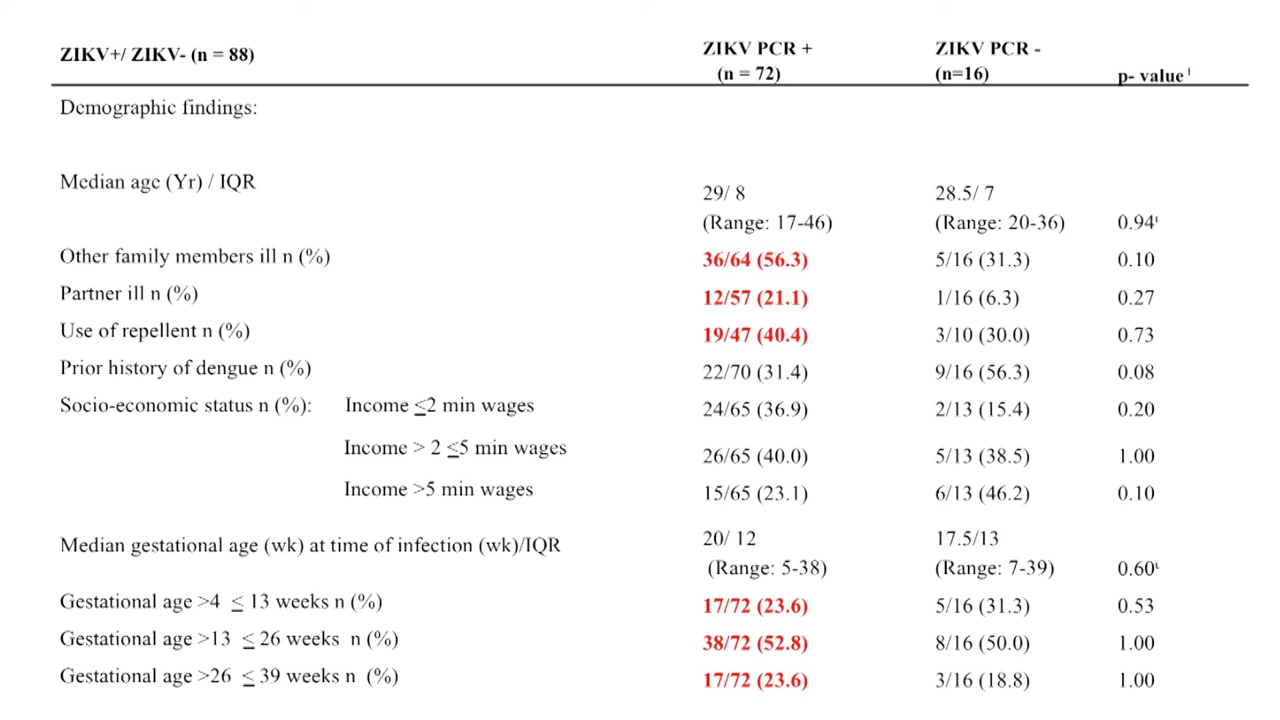 ZIKV+/ ZIKV- (n = 88) ZIKV PCR + (n = 72) ZIKV PCR - (n=16) p- value ¹
Demographic findings:
Median age (Yr) / IQR 29/ 8 (Range: 17-46) 28.5/ 7 (Range: 20-36) 0.94ᵗ
Other family members ill n (%) 36/64 (56.3) 5/16 (31.3) 0.10
Partner ill n (%) 12/57 (21.1) 1/16 (6.3) 0.27
Use of repellent n (%) 19/47 (40.4) 3/10 (30.0) 0.73
Prior history of dengue n (%) 22/70 (31.4) 9/16 (56.3) 0.08
Socio-economic status n (%): Income ≤2 min wages 24/65 (36.9) 2/13 (15.4) 0.20
Income > 2 ≤5 min wages 26/65 (40.0) 5/13 (38.5) 1.00
Income >5 min wages 15/65 (23.1) 6/13 (46.2) 0.10
Median gestational age (wk) at time of infection (wk)/IQR 20/ 12 (Range: 5-38) 17.5/13 (Range: 7-39) 0.60ᵗ
Gestational age >4 ≤ 13 weeks n (%) 17/72 (23.6) 5/16 (31.3) 0.53
Gestational age >13 ≤ 26 weeks n (%) 38/72 (52.8) 8/16 (50.0) 1.00
Gestational age >26 ≤ 39 weeks n (%) 17/72 (23.6) 3/16 (18.8) 1.00